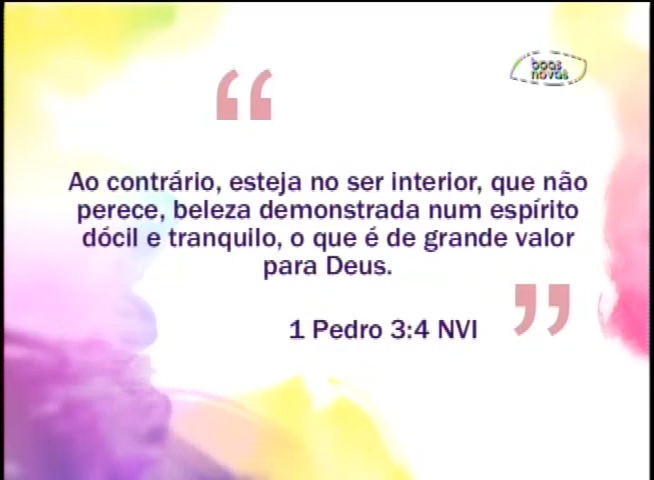 boas
novas
“
Ao contrário, esteja no ser interior, que não
perece, beleza demonstrada num espírito
dócil e tranquilo, o que é de grande valor
para Deus.
”
1 Pedro 3:4 NVI